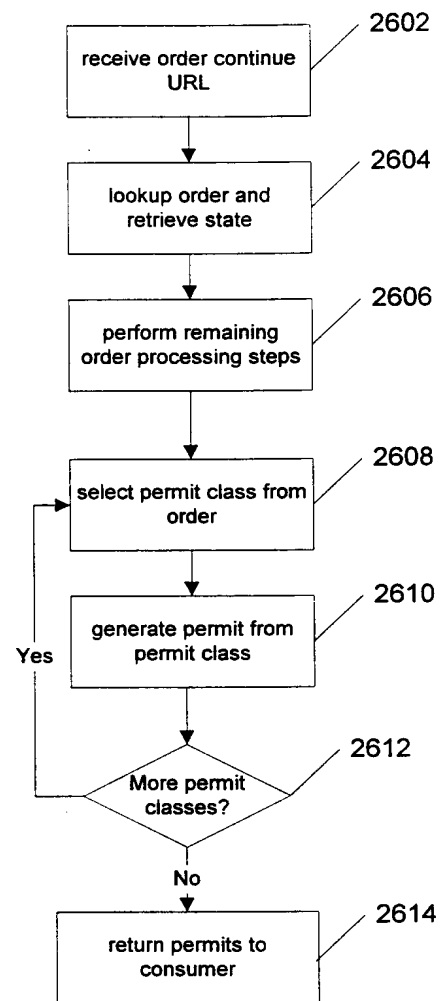 2602
receive order continue
URL
2604
lookup order and
retrieve state
2606
perform remaining
order processing steps
2608
select permit class from
order
2610
generate permit from
permit class
Yes
2612
More permit
classes?
No
2614
return permits to
consumer